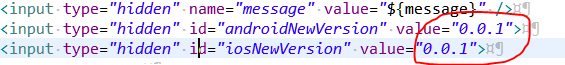 <input type="hidden" name="message" value="${message}" />
<input type="hidden" id="androidNewVersion" value="0.0.1">
<input type="hidden" id="iosNewVersion" value="0.0.1">